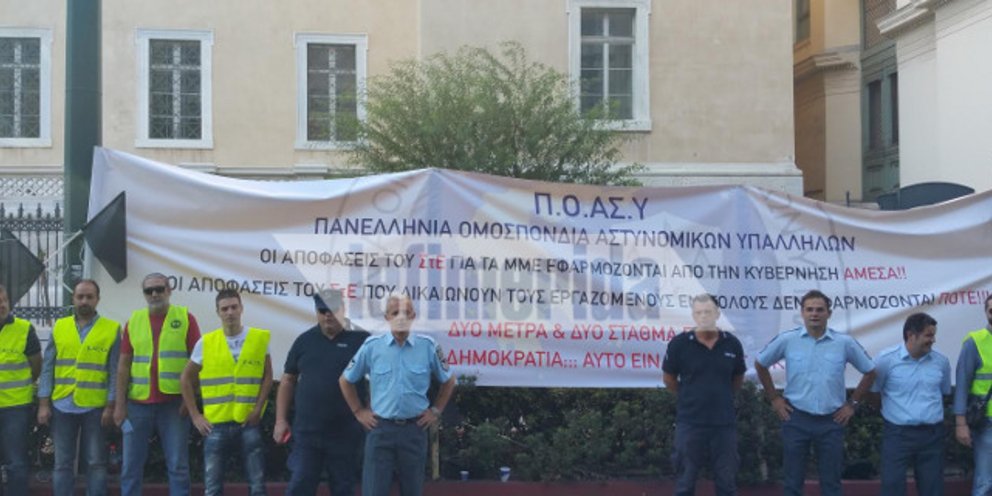 Π.Ο.ΑΣ.Υ
ΠΑΝΕΛΛΗΝΙΑ ΟΜΟΣΠΟΝΔΙΑ ΑΣΤΥΝΟΜΙΚΩΝ ΥΠΑΛΛΗΛΩΝ
ΟΙ ΑΠΟΦΑΣΕΙΣ ΤΟΥ ΣτΕ ΓΙΑ ΤΑ ΜΜΕ ΕΦΑΡΜΟΖΟΝΤΑΙ ΑΠΟ ΤΗΝ ΚΥΒΕΡΝΗΣΗ ΑΜΕΣΑ!!
ΟΙ ΑΠΟΦΑΣΕΙΣ ΤΟΥ ΣτΕ ΠΟΥ ΔΙΚΑΙΩΝΟΥΝ ΤΟΥΣ ΕΡΓΑΖΟΜΕΝΟΥΣ ΔΕΝ ΕΦΑΡΜΟΖΟΝΤΑΙ ΠΟΤΕ!!!
ΔΥΟ ΜΕΤΡΑ & ΔΥΟ ΣΤΑΘΜΑ
ΔΗΜΟΚΡΑΤΙΑ;;; ΑΥΤΟ ΕΙΝ